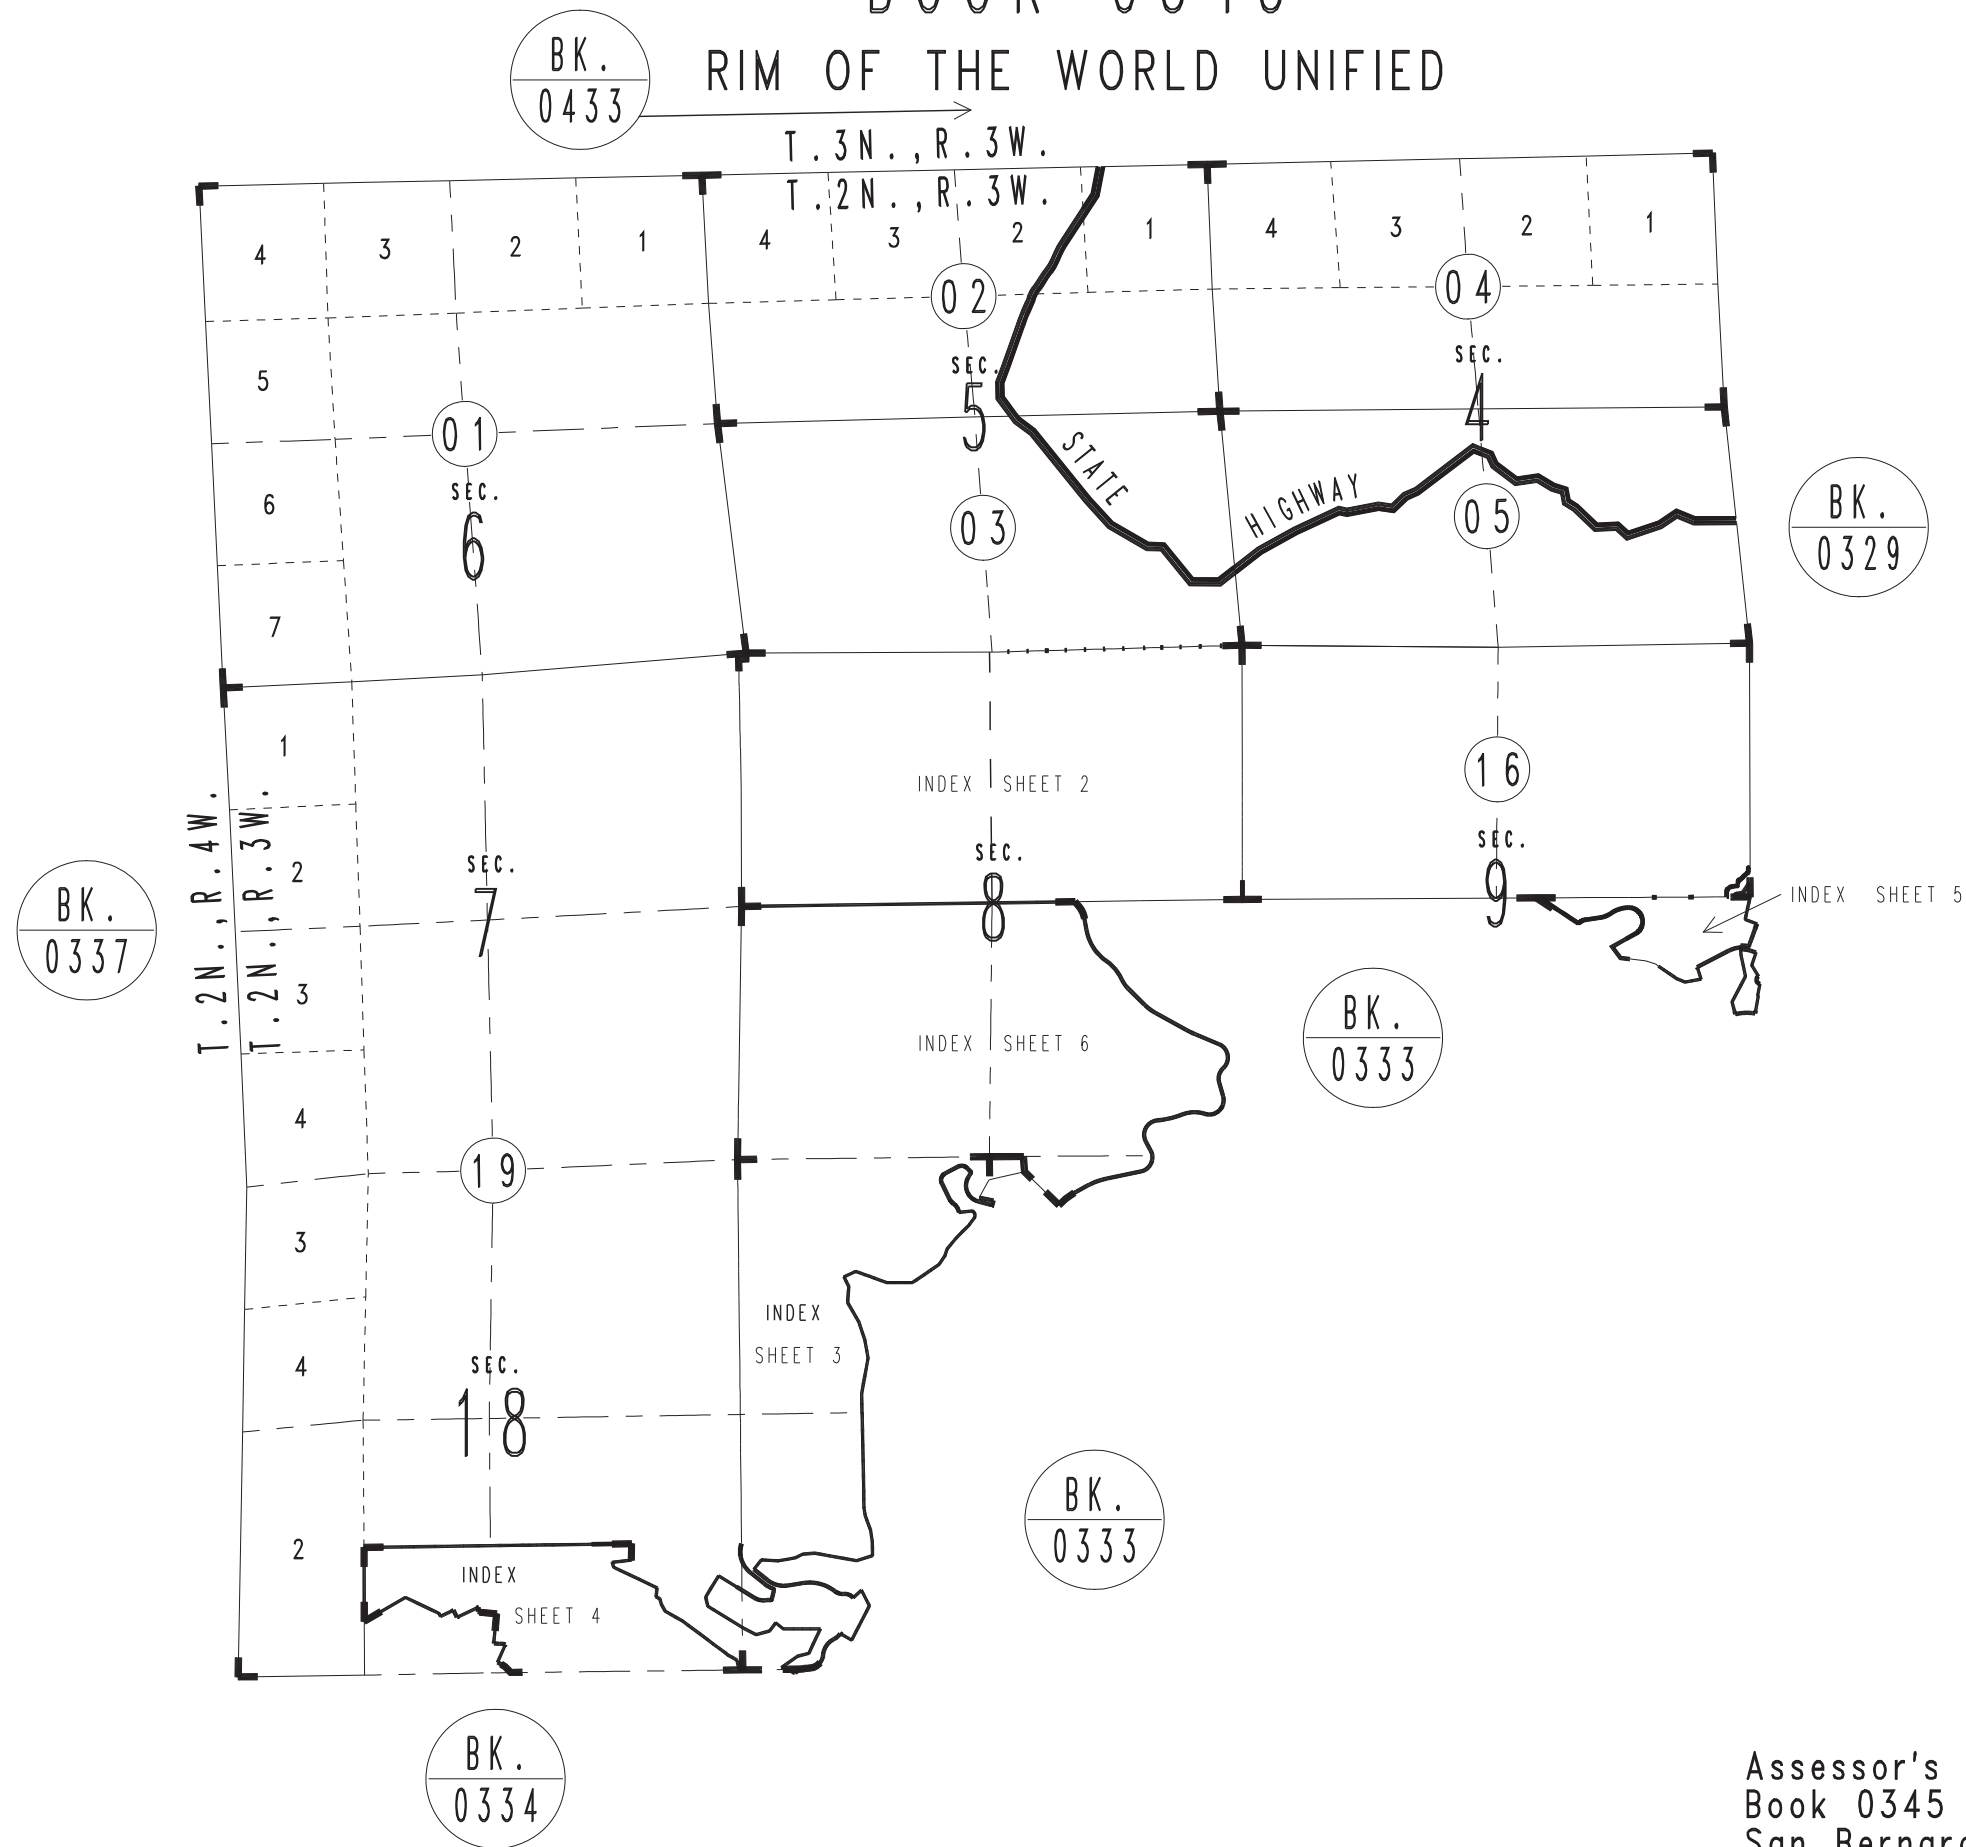 RIM OF THE WORLD UNIFIED
BK.
0433
T.3N.,R.3W.
T.2N.,R.3W.
4 3 2 1 4 3 2 1 4 3 2 1
02
04
SEC.
5
SEC.
4
5
01
6
SEC.
6
03
STATE HIGHWAY
05
BK.
0329
7
1
INDEX SHEET 2
16
T.2N.,R.4W.
T.2N.,R.3W.
2
SEC.
7
SEC.
8
SEC.
9
INDEX SHEET 5
BK.
0337
3
INDEX SHEET 6
BK.
0333
4
19
3
INDEX
SHEET 3
4
SEC.
18
BK.
0333
2
INDEX
SHEET 4
BK.
0334
Assessor's
Book 0345